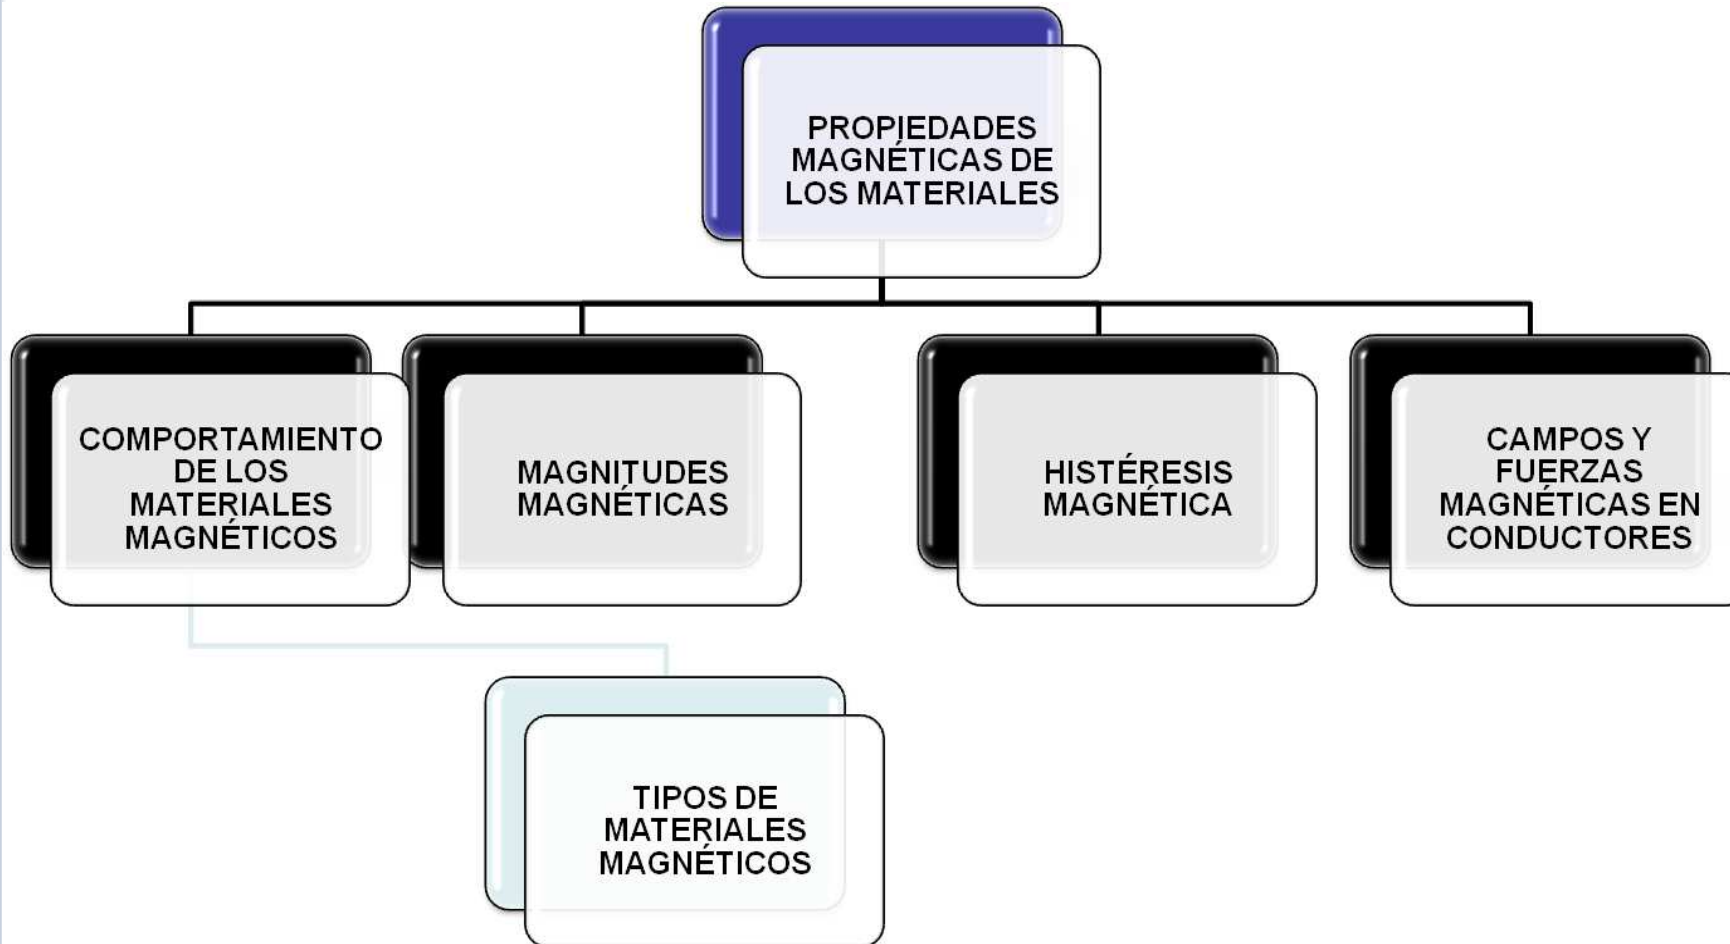 PROPIEDADES
MAGNÉTICAS DE
LOS MATERIALES
COMPORTAMIENTO
DE LOS
MATERIALES
MAGNÉTICOS
MAGNITUDES
MAGNÉTICAS
HISTÉRESIS
MAGNÉTICA
CAMPOS Y
FUERZAS
MAGNÉTICAS EN
CONDUCTORES
TIPOS DE
MATERIALES
MAGNÉTICOS